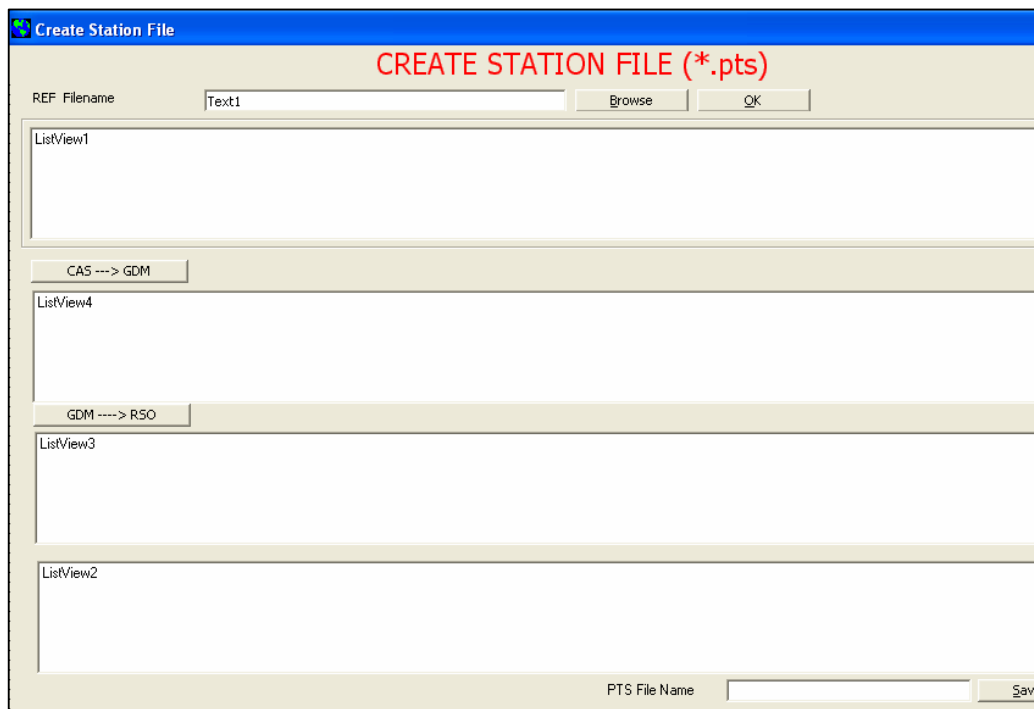 Create Station File
CREATE STATION FILE (*.pts)
REF Filename Text1 Browse OK
ListView1
CAS ---> GDM
ListView4
GDM ----> RSO
ListView3
ListView2
PTS File Name Sav